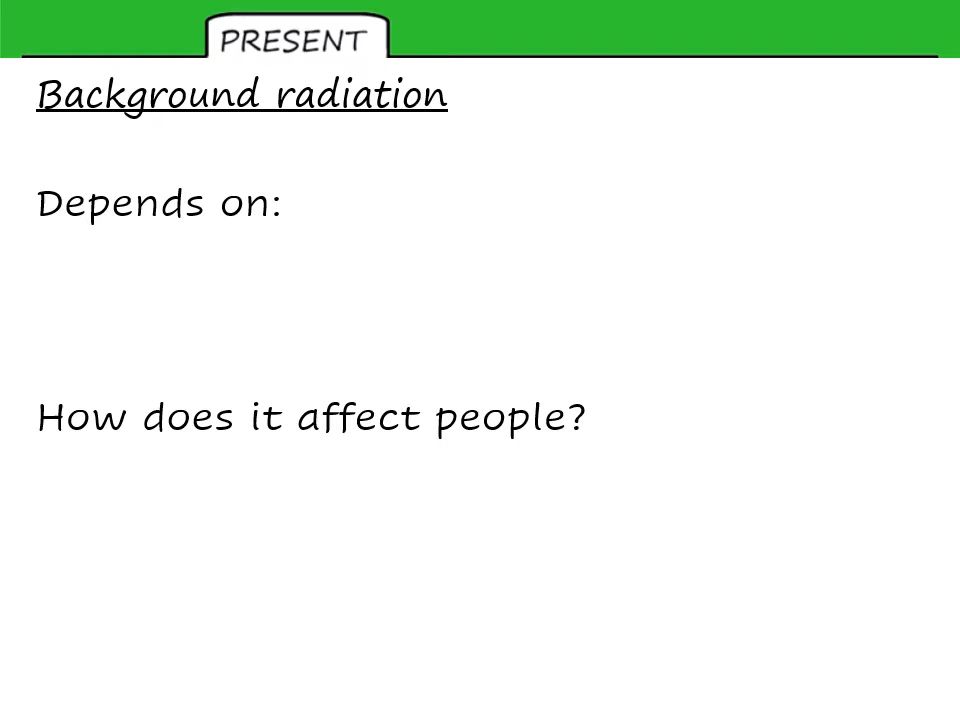 PRESENT
Background radiation
Depends on:
How does it affect people?